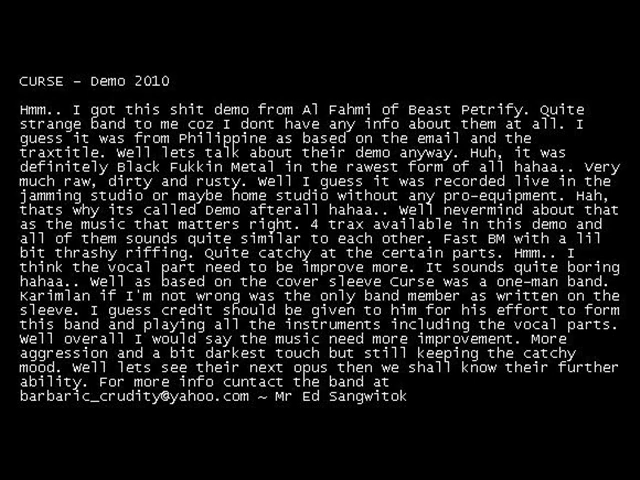 CURSE - Demo 2010
Hmm.. I got this shit demo from Al Fahmi of Beast Petrify. Quite
strange band to me coz I dont have any info about them at all. I
guess it was from Philippine as based on the email and the
traxtitle. Well lets talk about their demo anyway. Huh, it was
definitely Black Fukkin Metal in the rawest form of all hahaa.. Very
much raw, dirty and rusty. Well I guess it was recorded live in the
jamming studio or maybe home studio without any pro-equipment. Hah,
thats why its called Demo afterall hahaa.. Well nevermind about that
as the music that matters right. 4 trax available in this demo and
all of them sounds quite similar to each other. Fast BM with a lil
bit thrashy riffing. Quite catchy at the certain parts. Hmm.. I
think the vocal part need to be improve more. It sounds quite boring
hahaa.. Well as based on the cover sleeve Curse was a one-man band.
Karimlan if I'm not wrong was the only band member as written on the
sleeve. I guess credit should be given to him for his effort to form
this band and playing all the instruments including the vocal parts.
Well overall I would say the music need more improvement. More
aggression and a bit darkest touch but still keeping the catchy
mood. Well lets see their next opus then we shall know their further
ability. For more info cuntact the band at
barbaric_crudity@yahoo.com ~ Mr Ed Sangwitok